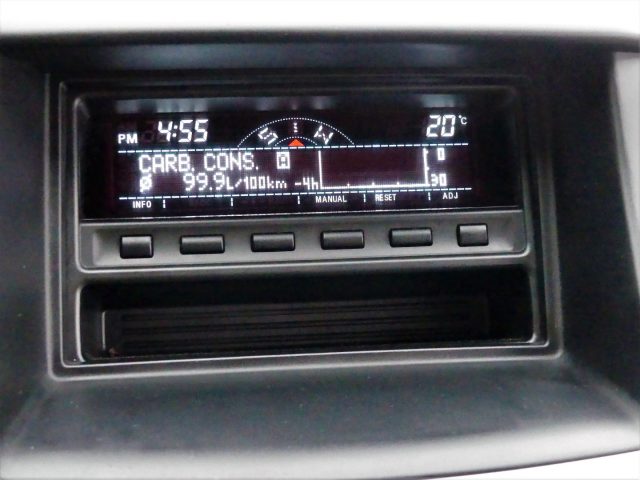 PM 4:55 20°C
CARB. CONS. A 0
Ø 99.9L/100km -4h 30
INFO MANUAL RESET ADJ